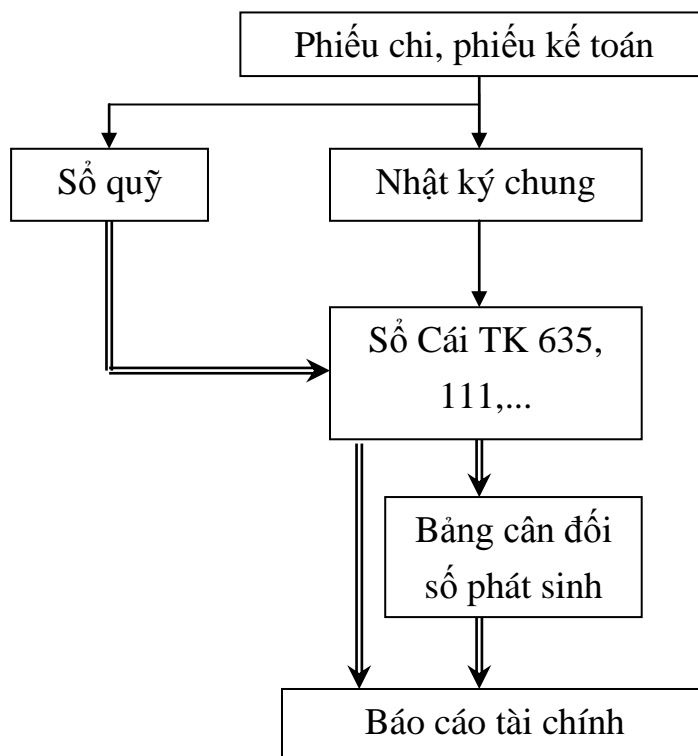 Phiếu chi, phiếu kế toán
Sổ quỹ
Nhật ký chung
Sổ Cái TK 635,
111,...
Bảng cân đối
số phát sinh
Báo cáo tài chính